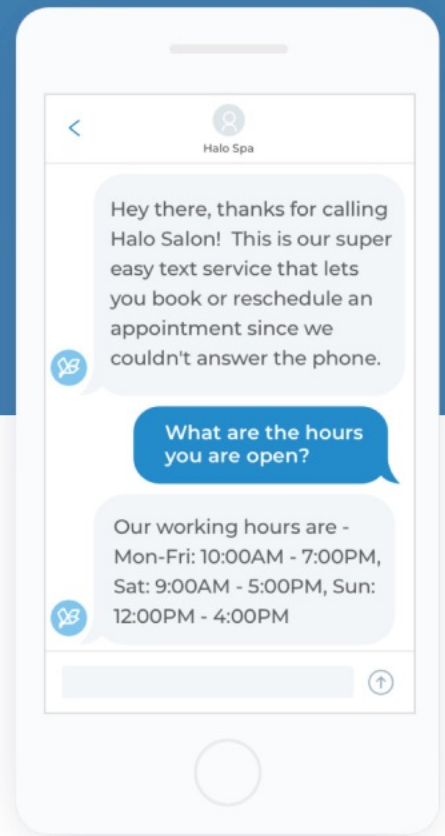 Halo Spa
Hey there, thanks for calling
Halo Salon! This is our super
easy text service that lets
you book or reschedule an
appointment since we
couldn't answer the phone.
What are the hours
you are open?
Our working hours are -
Mon-Fri: 10:00AM - 7:00PM,
Sat: 9:00AM - 5:00PM, Sun:
12:00PM - 4:00PM